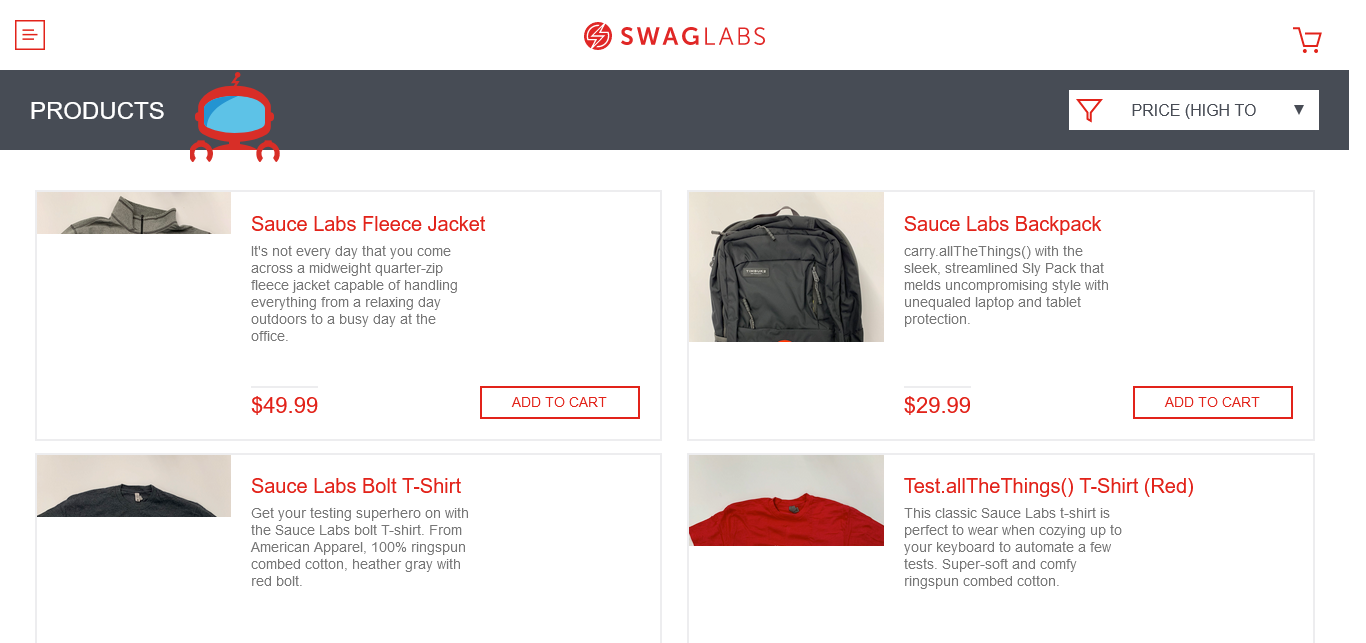 SWAGLABS
PRODUCTS
PRICE (HIGH TO
Sauce Labs Fleece Jacket
It's not every day that you come
across a midweight quarter-zip
fleece jacket capable of handling
everything from a relaxing day
outdoors to a busy day at the
office.
$49.99
ADD TO CART
Sauce Labs Backpack
carry.allTheThings() with the
sleek, streamlined Sly Pack that
melds uncompromising style with
unequaled laptop and tablet
protection.
$29.99
ADD TO CART
Sauce Labs Bolt T-Shirt
Get your testing superhero on with
the Sauce Labs bolt T-shirt. From
American Apparel, 100% ringspun
combed cotton, heather gray with
red bolt.
Test.allTheThings() T-Shirt (Red)
This classic Sauce Labs t-shirt is
perfect to wear when cozying up to
your keyboard to automate a few
tests. Super-soft and comfy
ringspun combed cotton.